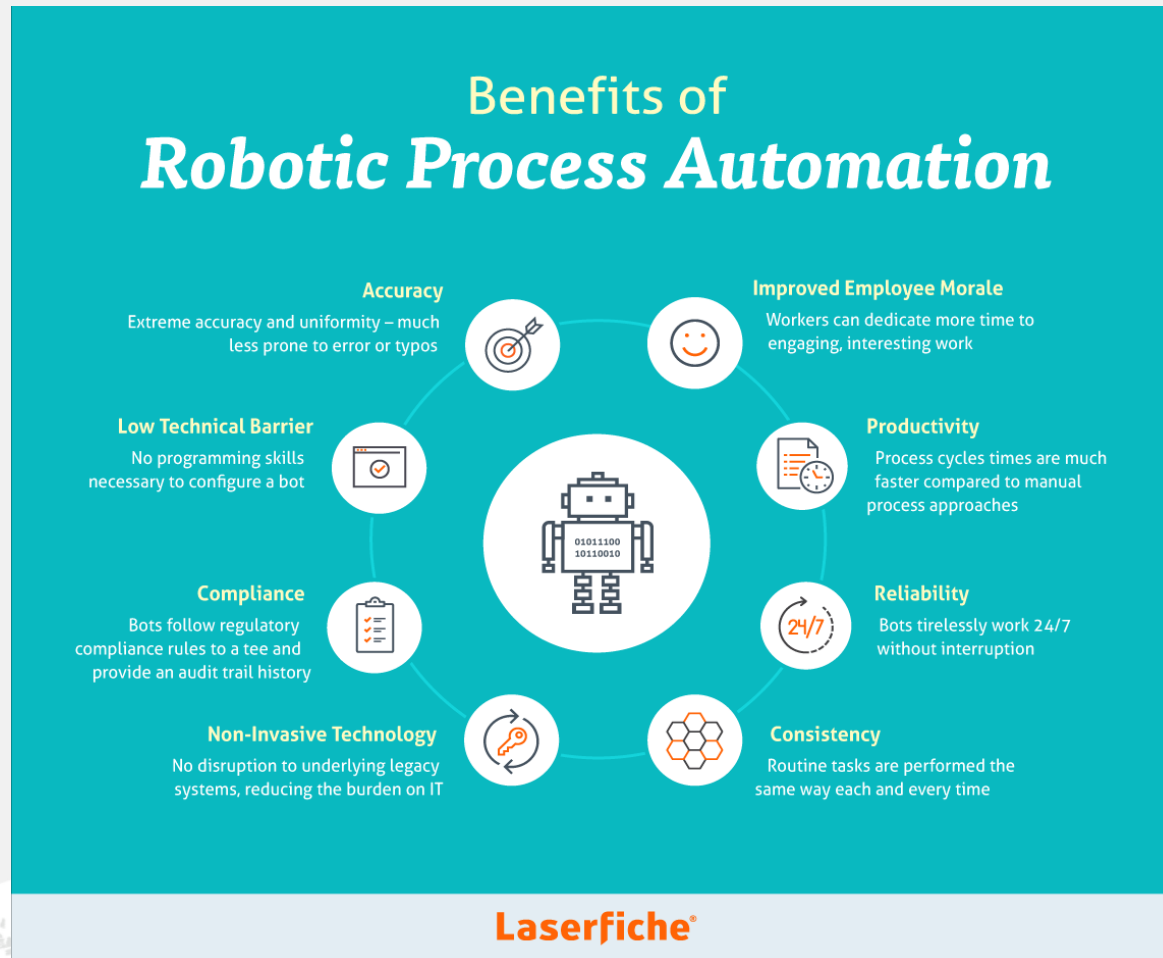 Benefits of
Robotic Process Automation
Accuracy
Extreme accuracy and uniformity – much
less prone to error or typos
Improved Employee Morale
Workers can dedicate more time to
engaging, interesting work
Low Technical Barrier
No programming skills
necessary to configure a bot
Productivity
Process cycles times are much
faster compared to manual
process approaches
01011100
10110010
Compliance
Bots follow regulatory
compliance rules to a tee and
provide an audit trail history
24/7
Reliability
Bots tirelessly work 24/7
without interruption
Non-Invasive Technology
No disruption to underlying legacy
systems, reducing the burden on IT
Consistency
Routine tasks are performed the
same way each and every time
Laserfiche®